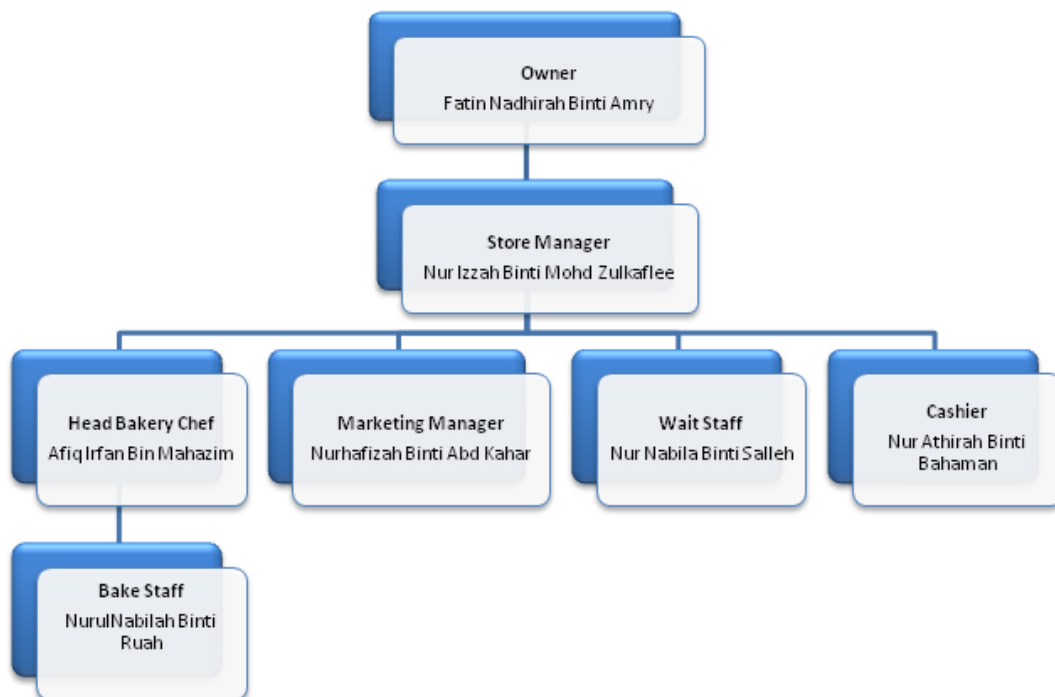 Owner
Fatin Nadhirah Binti Amry
Store Manager
Nur Izzah Binti Mohd Zulkaflee
Head Bakery Chef
Afiq Irfan Bin Mahazim
Marketing Manager
Nurhafizah Binti Abd Kahar
Wait Staff
Nur Nabila Binti Salleh
Cashier
Nur Athirah Binti
Bahaman
Bake Staff
NurulNabilah Binti
Ruah